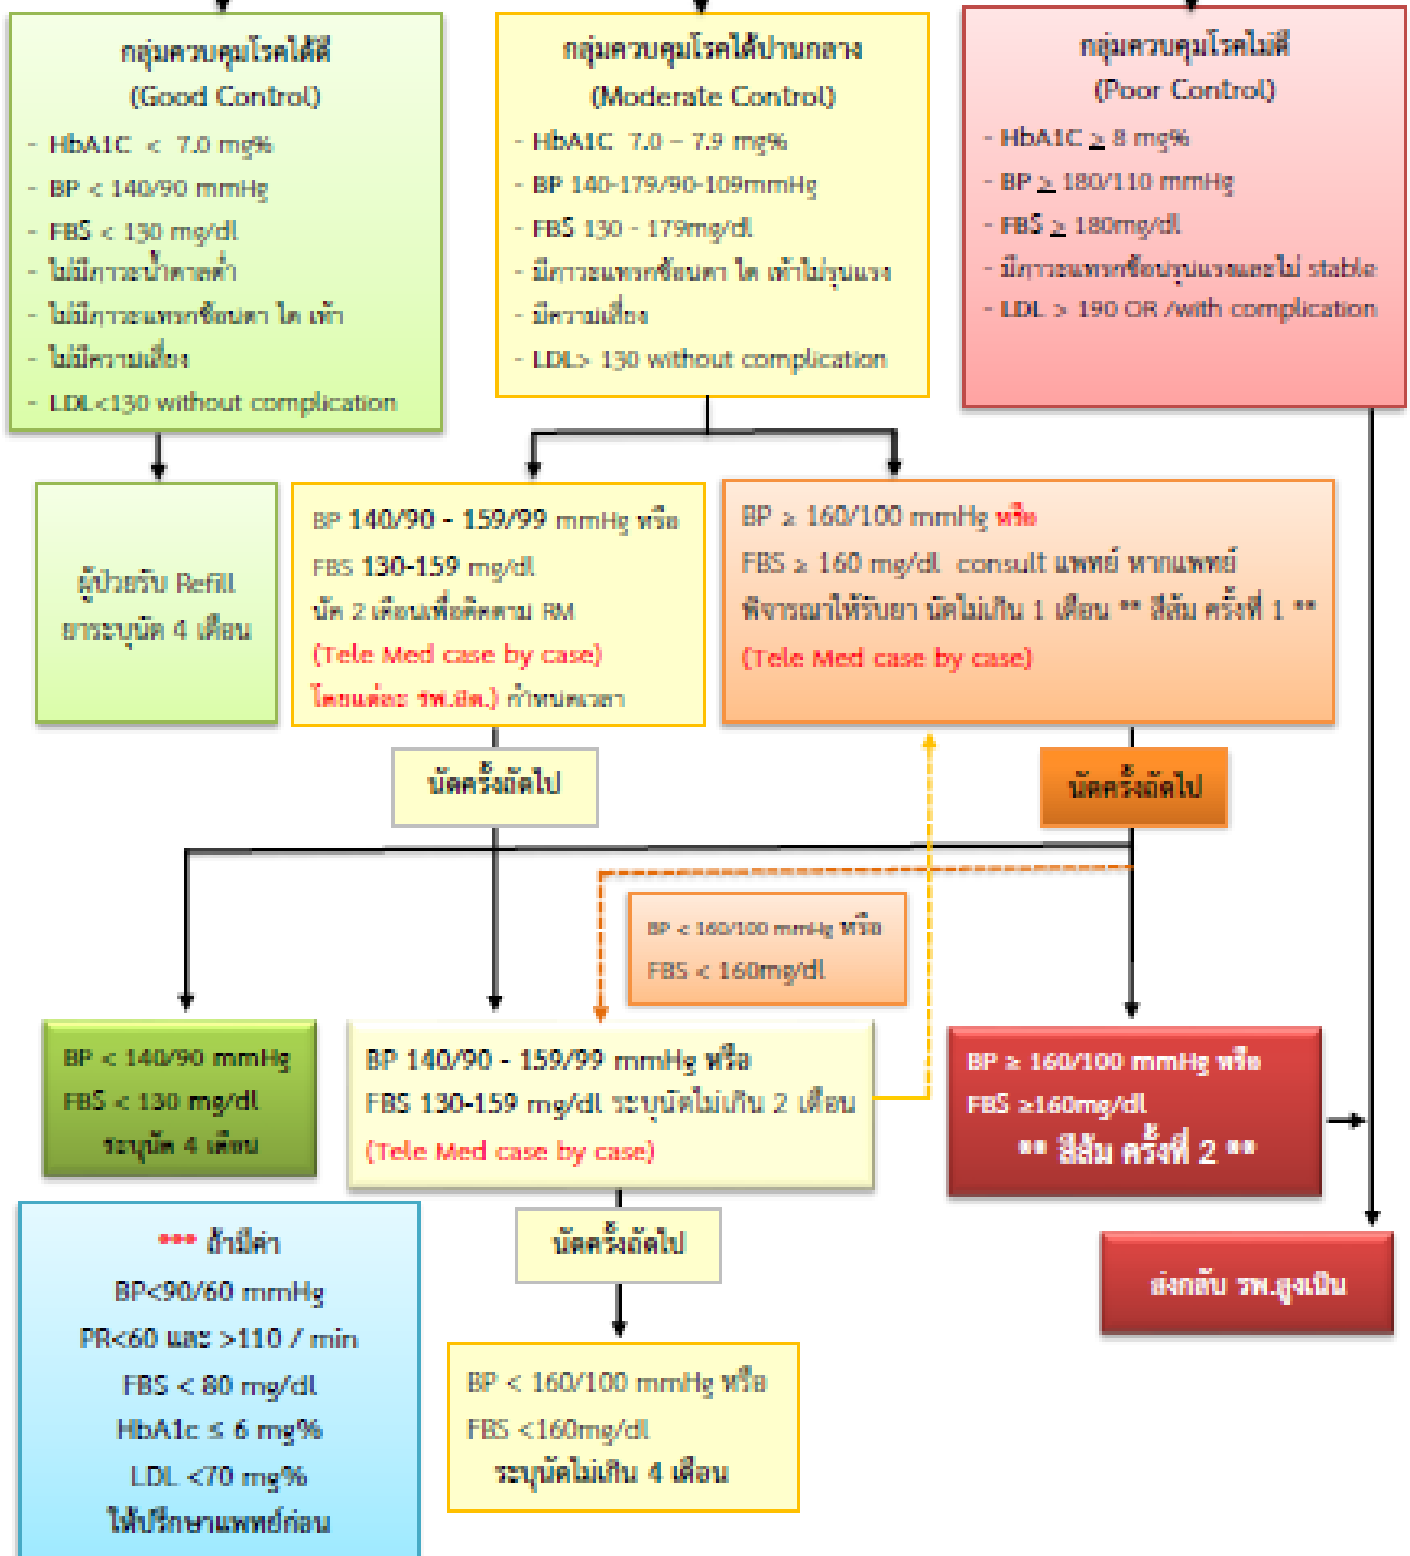 กลุ่มควบคุมโรคได้ดี
(Good Control)
- HbA1C < 7.0 mg%
- BP < 140/90 mmHg
- FBS < 130 mg/dl
- ไม่มีภาวะน้ำตาลต่ำ
- ไม่มีภาวะแทรกซ้อนตา ไต เท้า
- ไม่มีความเสี่ยง
- LDL<130 without complication
กลุ่มควบคุมโรคได้ปานกลาง
(Moderate Control)
- HbA1C 7.0 – 7.9 mg%
- BP 140-179/90-109mmHg
- FBS 130 - 179mg/dl
- มีภาวะแทรกซ้อนตา ไต เท้าไม่รุนแรง
- มีความเสี่ยง
- LDL> 130 without complication
กลุ่มควบคุมโรคไม่ดี
(Poor Control)
- HbA1C ≥ 8 mg%
- BP ≥ 180/110 mmHg
- FBS ≥ 180mg/dl
- มีภาวะแทรกซ้อนรุนแรงและไม่ stable
- LDL > 190 OR /with complication
ผู้ป่วยรับ Refill
ยาระบุนัด 4 เดือน
BP 140/90 - 159/99 mmHg หรือ
FBS 130-159 mg/dl
นัด 2 เดือนเพื่อติดตาม RM
(Tele Med case by case)
โดยแต่ละ รพ.สต.) กำหนดเวลา
BP ≥ 160/100 mmHg หรือ
FBS ≥ 160 mg/dl consult แพทย์ หากแพทย์
พิจารณาให้รับยา นัดไม่เกิน 1 เดือน ** สีส้ม ครั้งที่ 1 **
(Tele Med case by case)
นัดครั้งถัดไป
นัดครั้งถัดไป
BP < 160/100 mmHg หรือ
FBS < 160mg/dl
BP < 140/90 mmHg
FBS < 130 mg/dl
ระบุนัด 4 เดือน
BP 140/90 - 159/99 mmHg หรือ
FBS 130-159 mg/dl ระบุนัดไม่เกิน 2 เดือน
(Tele Med case by case)
BP ≥ 160/100 mmHg หรือ
FBS ≥160mg/dl
** สีส้ม ครั้งที่ 2 **
นัดครั้งถัดไป
ส่งกลับ รพ.สูงเนิน
*** ถ้ามีค่า
BP<90/60 mmHg
PR<60 และ >110 / min
FBS < 80 mg/dl
HbA1c ≤ 6 mg%
LDL <70 mg%
ให้ปรึกษาแพทย์ก่อน
BP < 160/100 mmHg หรือ
FBS <160mg/dl
ระบุนัดไม่เกิน 4 เดือน